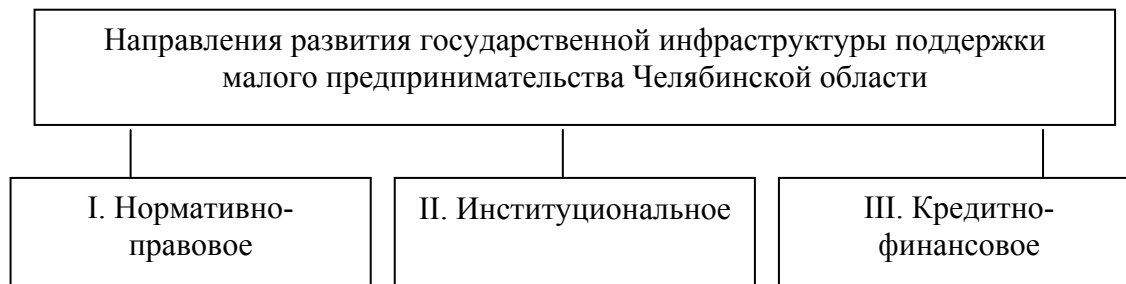 Направления развития государственной инфраструктуры поддержки
малого предпринимательства Челябинской области
I. Нормативно-
правовое
II. Институциональное
III. Кредитно-
финансовое